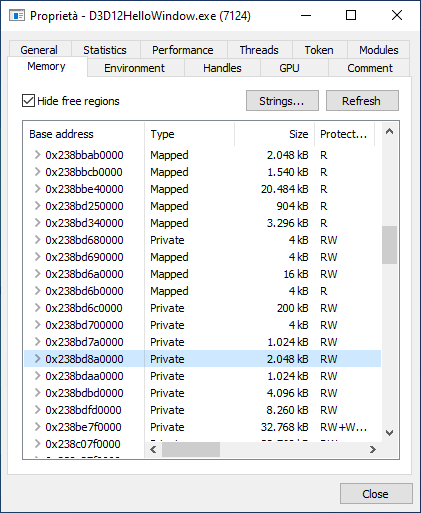 Proprietà - D3D12HelloWindow.exe (7124)
General Statistics Performance Threads Token Modules
Memory Environment Handles GPU Comment
Hide free regions Strings... Refresh
Base address Type Size Protect...
0x238bbab0000 Mapped 2.048 kB R
0x238bbcb0000 Mapped 1.540 kB R
0x238bbe40000 Mapped 20.484 kB R
0x238bd250000 Mapped 904 kB R
0x238bd340000 Mapped 3.296 kB R
0x238bd680000 Private 4 kB RW
0x238bd690000 Mapped 4 kB RW
0x238bd6a0000 Mapped 16 kB RW
0x238bd6b0000 Mapped 4 kB R
0x238bd6c0000 Private 200 kB RW
0x238bd700000 Private 4 kB RW
0x238bd7a0000 Private 1.024 kB RW
0x238bd8a0000 Private 2.048 kB RW
0x238bdaa0000 Private 1.024 kB RW
0x238bdbd0000 Private 4.096 kB RW
0x238bdfd0000 Private 8.260 kB RW
0x238be7f0000 Private 32.768 kB RW+W...
0x238c07f0000
Close